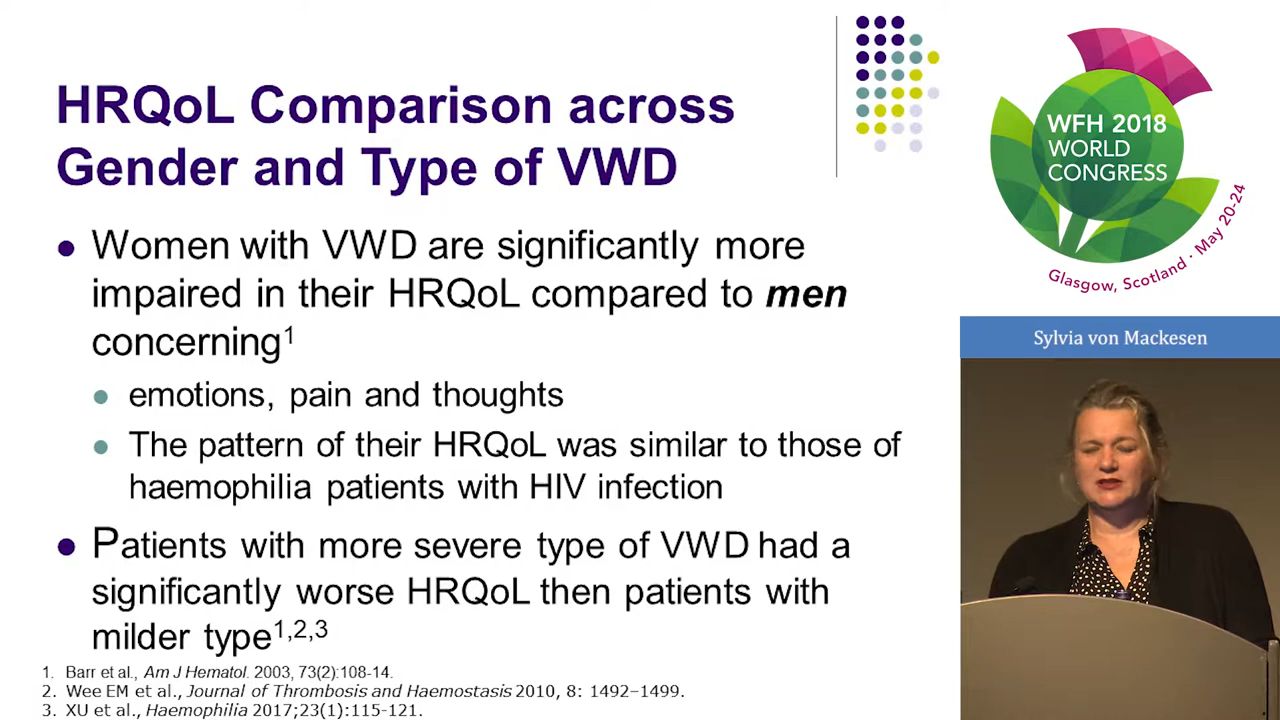 HRQoL Comparison across
Gender and Type of VWD
Women with VWD are significantly more
impaired in their HRQoL compared to men
concerning1
emotions, pain and thoughts
The pattern of their HRQoL was similar to those of
haemophilia patients with HIV infection
Patients with more severe type of VWD had a
significantly worse HRQoL then patients with
milder type1,2,3
1. Barr et al., Am J Hematol. 2003, 73(2):108-14.
2. Wee EM et al., Journal of Thrombosis and Haemostasis 2010, 8: 1492–1499.
3. XU et al., Haemophilia 2017;23(1):115-121.
WFH 2018
WORLD
CONGRESS
Glasgow, Scotland · May 20-24
Sylvia von Mackesen